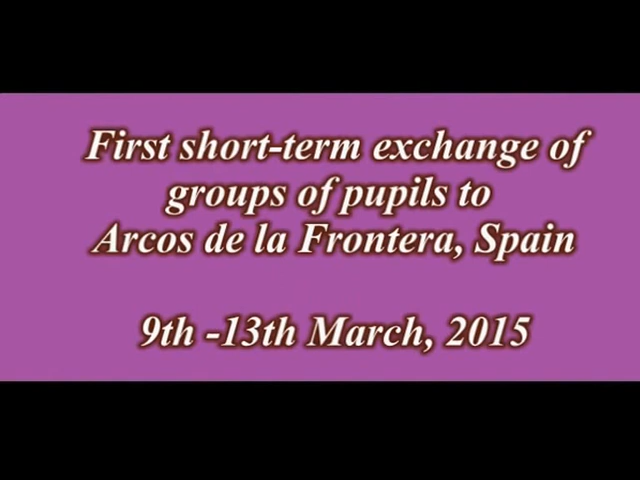 First short-term exchange of
groups of pupils to
Arcos de la Frontera, Spain
9th -13th March, 2015